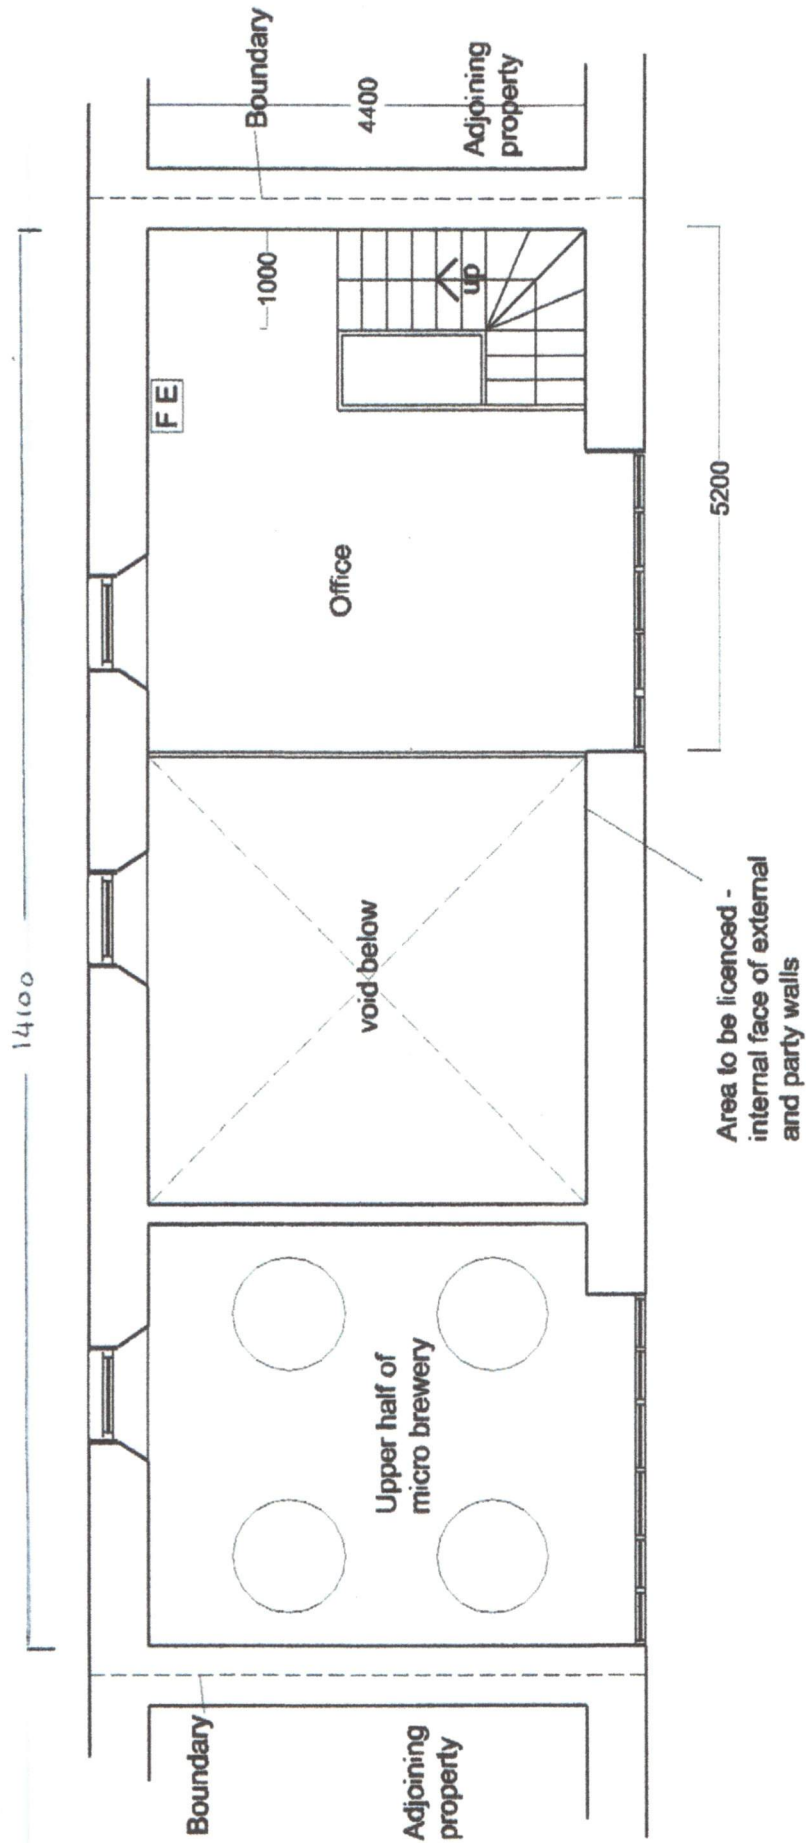 14100
Boundary
Adjoining
property
Upper half of
micro brewery
void below
Area to be licenced -
internal face of external
and party walls
Office
F E
1000
up
5200
Boundary
4400
Adjoining
property